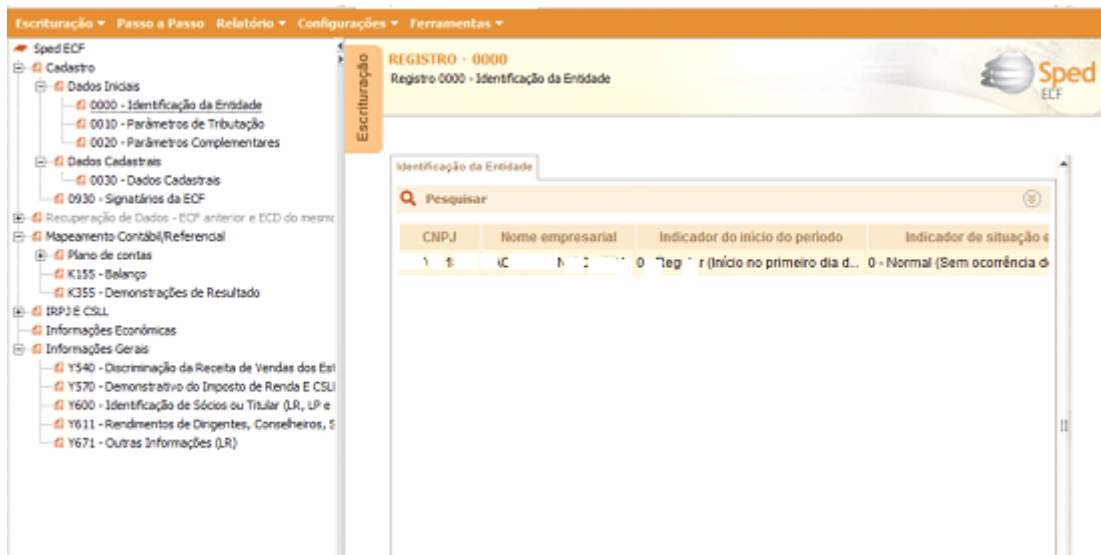 Escrituração Passo a Passo Relatório Configurações Ferramentas
Sped ECF
Cadastro
Dados Iniciais
0000 - Identificação da Entidade
0010 - Parâmetros de Tributação
0020 - Parâmetros Complementares
Dados Cadastrais
0030 - Dados Cadastrais
0930 - Signatários da ECF
Recuperação de Dados - ECF anterior e ECD do mesmo
Mapeamento Contábil/Referencial
Plano de contas
K155 - Balanço
K355 - Demonstrações de Resultado
IRPJ E CSLL
Informações Econômicas
Informações Gerais
Y540 - Discriminação da Receita de Vendas dos Est
Y570 - Demonstrativo do Imposto de Renda E CSLL
Y600 - Identificação de Sócios ou Titular (LR, LP e
Y611 - Rendimentos de Dirigentes, Conselheiros, S
Y671 - Outras Informações (LR)
Escrituração
REGISTRO - 0000
Registro 0000 - Identificação da Entidade
Sped
ECF
Identificação da Entidade
Pesquisar
CNPJ Nome empresarial Indicador do início do período Indicador de situação e
0 (Início no primeiro dia d... 0 - Normal (Sem ocorrência d